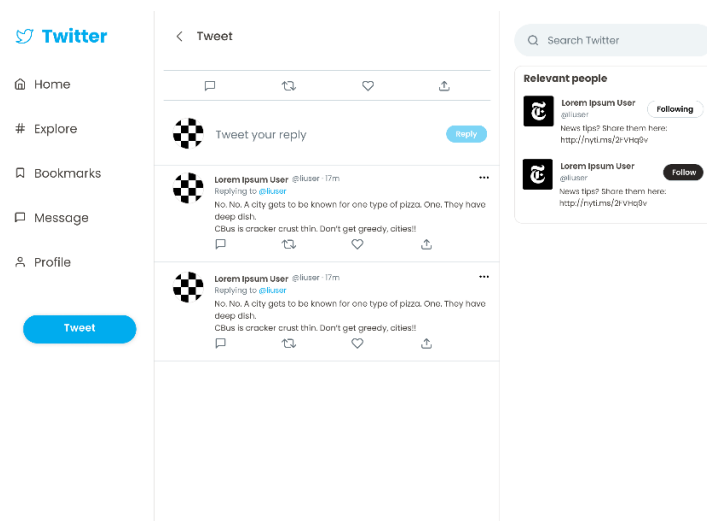 Twitter
Home
Explore
Bookmarks
Message
Profile
Tweet
Tweet
Tweet your reply
Reply
Lorem Ipsum User @liuser · 17m
Replying to @liuser
No. No. A city gets to be known for one type of pizza. One. They have
deep dish.
CBus is cracker crust thin. Don't get greedy, cities!!
Lorem Ipsum User @liuser · 17m
Replying to @liuser
No. No. A city gets to be known for one type of pizza. One. They have
deep dish.
CBus is cracker crust thin. Don't get greedy, cities!!
Search Twitter
Relevant people
Lorem Ipsum User
@liuser
Following
News tips? Share them here:
http://nyti.ms/2FVHq9v
Lorem Ipsum User
@liuser
Follow
News tips? Share them here:
http://nyti.ms/2FVHq9v